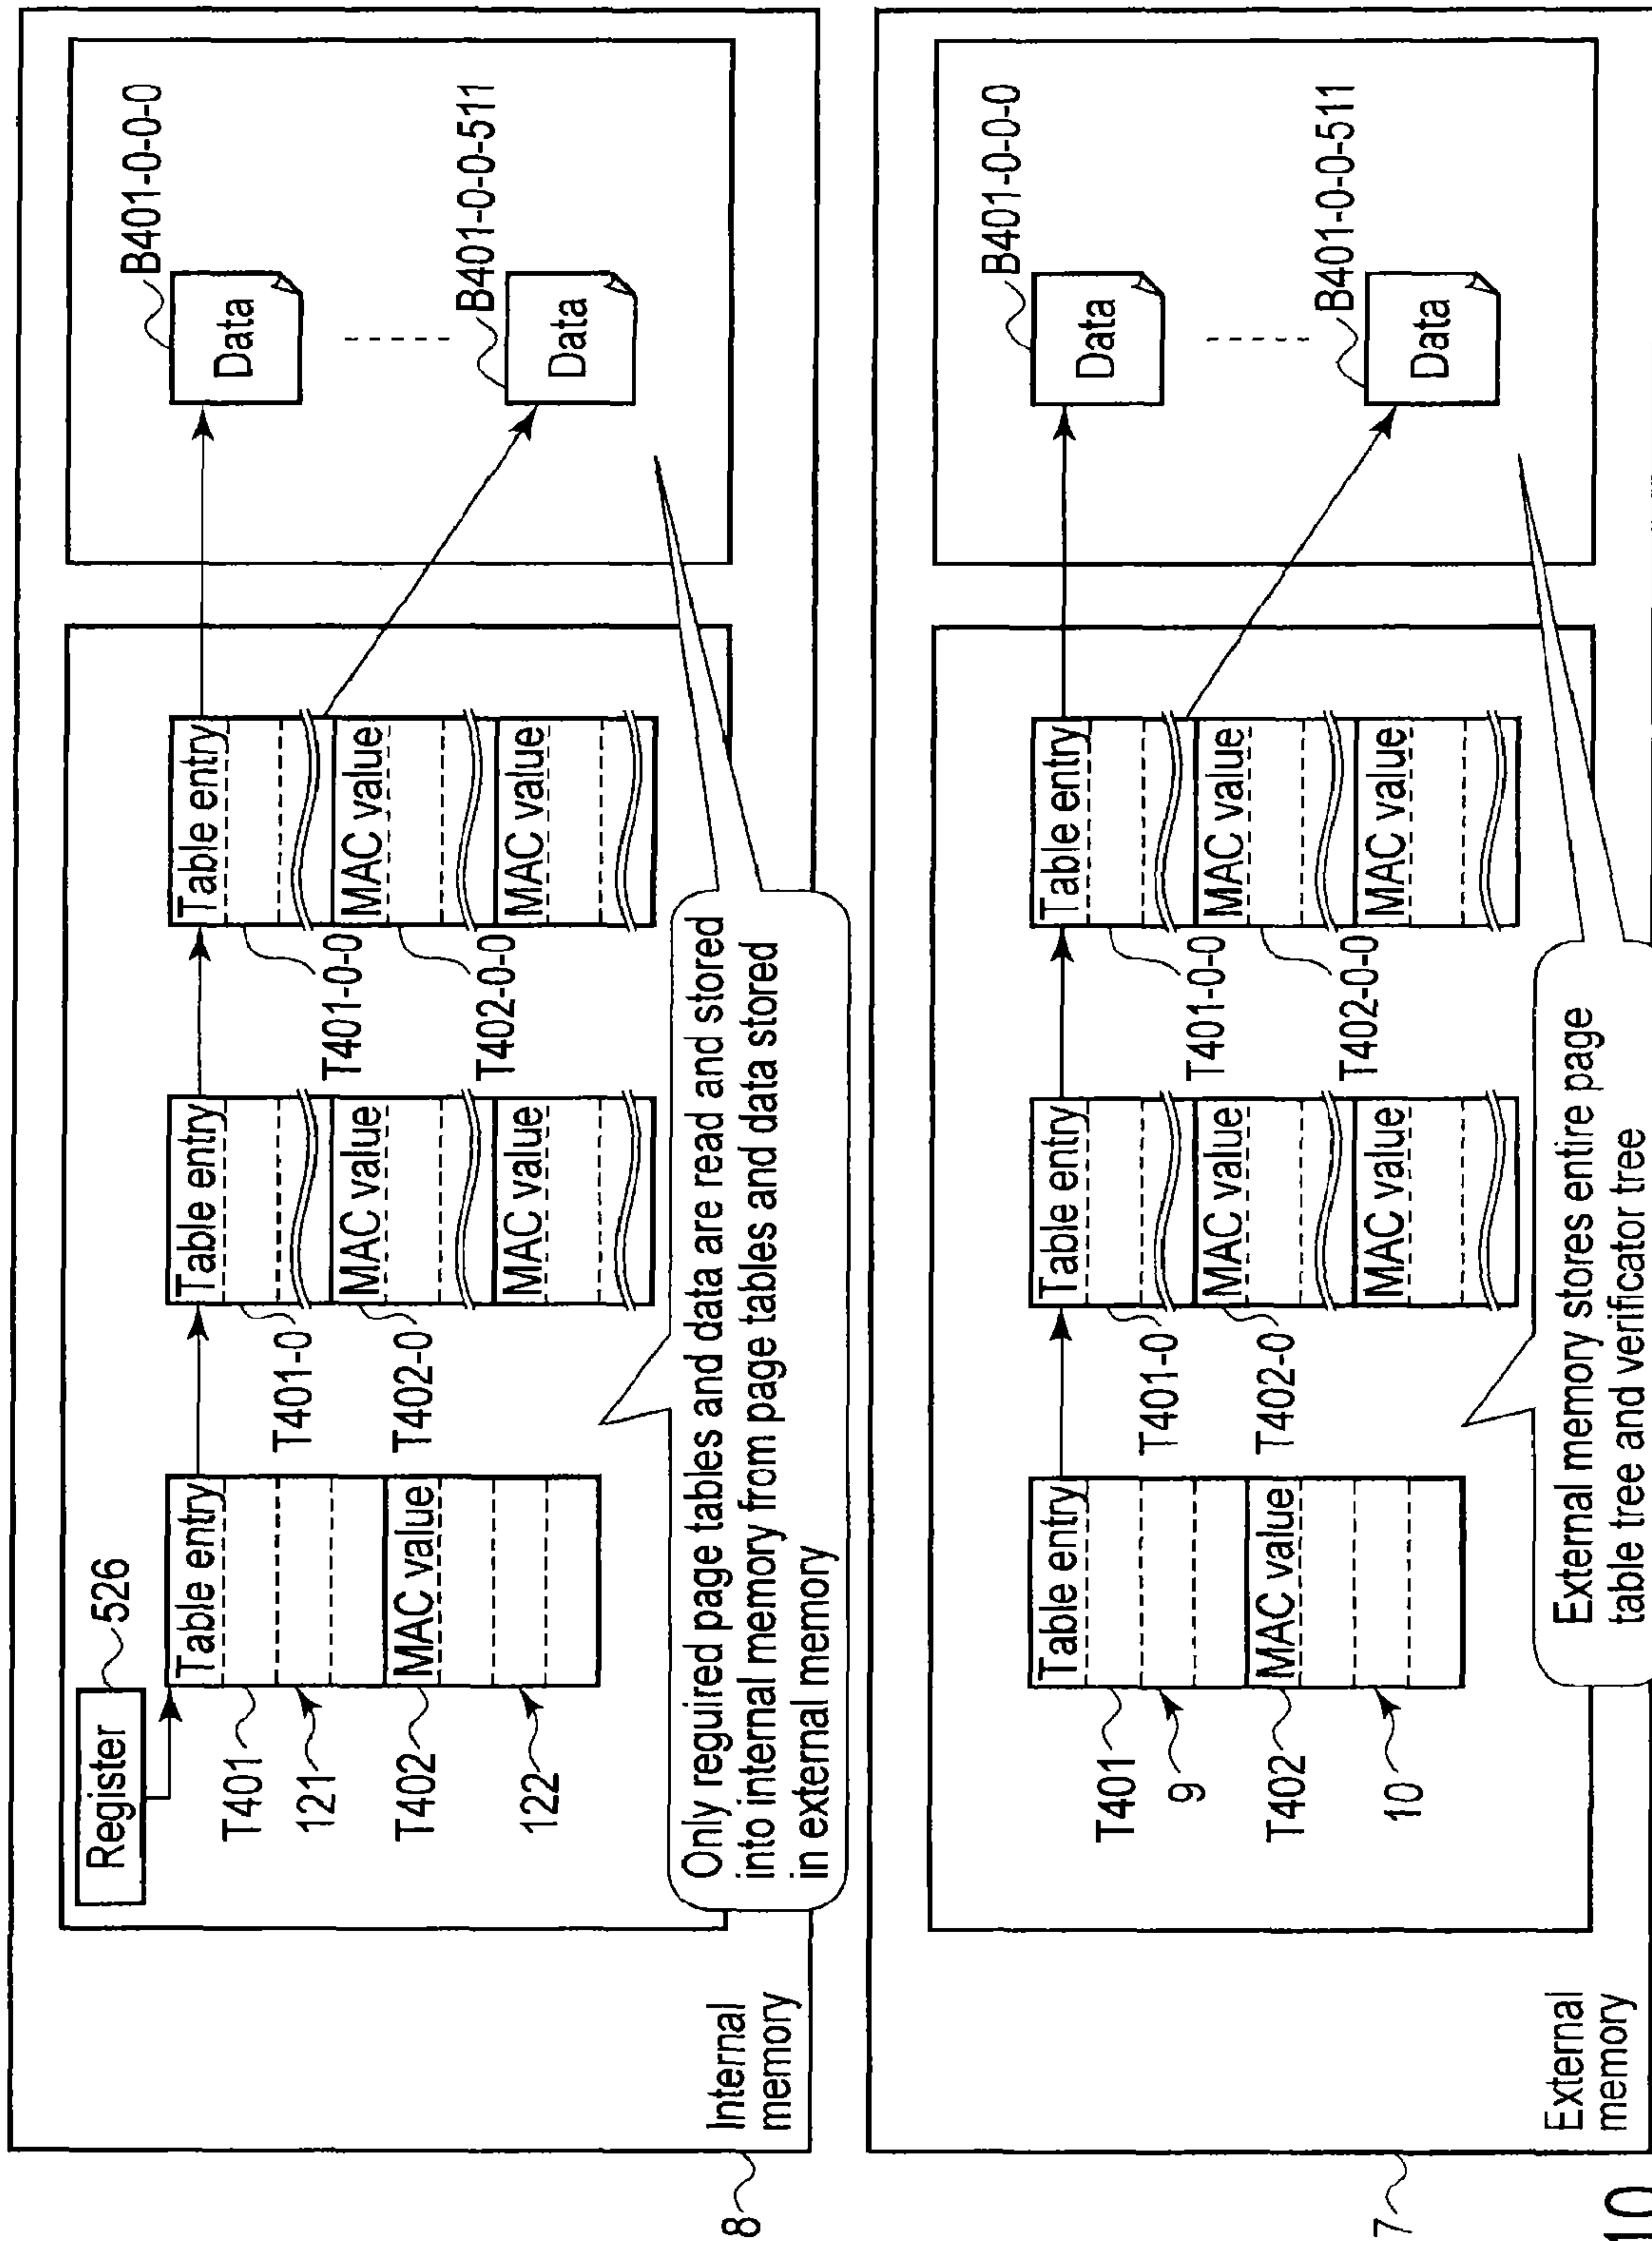 Register
526
Table entry
Table entry
Table entry
MAC value
MAC value
MAC value
MAC value
MAC value
T401
121
T402
122
T401-0
T402-0
T401-0-0
T402-0-0
Data
B401-0-0-0
Data
B401-0-0-511
Only reguired page tables and data are read and stored
into internal memory from page tables and data stored
in external memory
Internal
memory
8
Table entry
Table entry
Table entry
MAC value
MAC value
MAC value
MAC value
MAC value
T401
9
T402
10
T401-0
T402-0
T401-0-0
T402-0-0
Data
B401-0-0-0
Data
B401-0-0-511
External memory stores entire page
table tree and verificator tree
External
memory
7
10